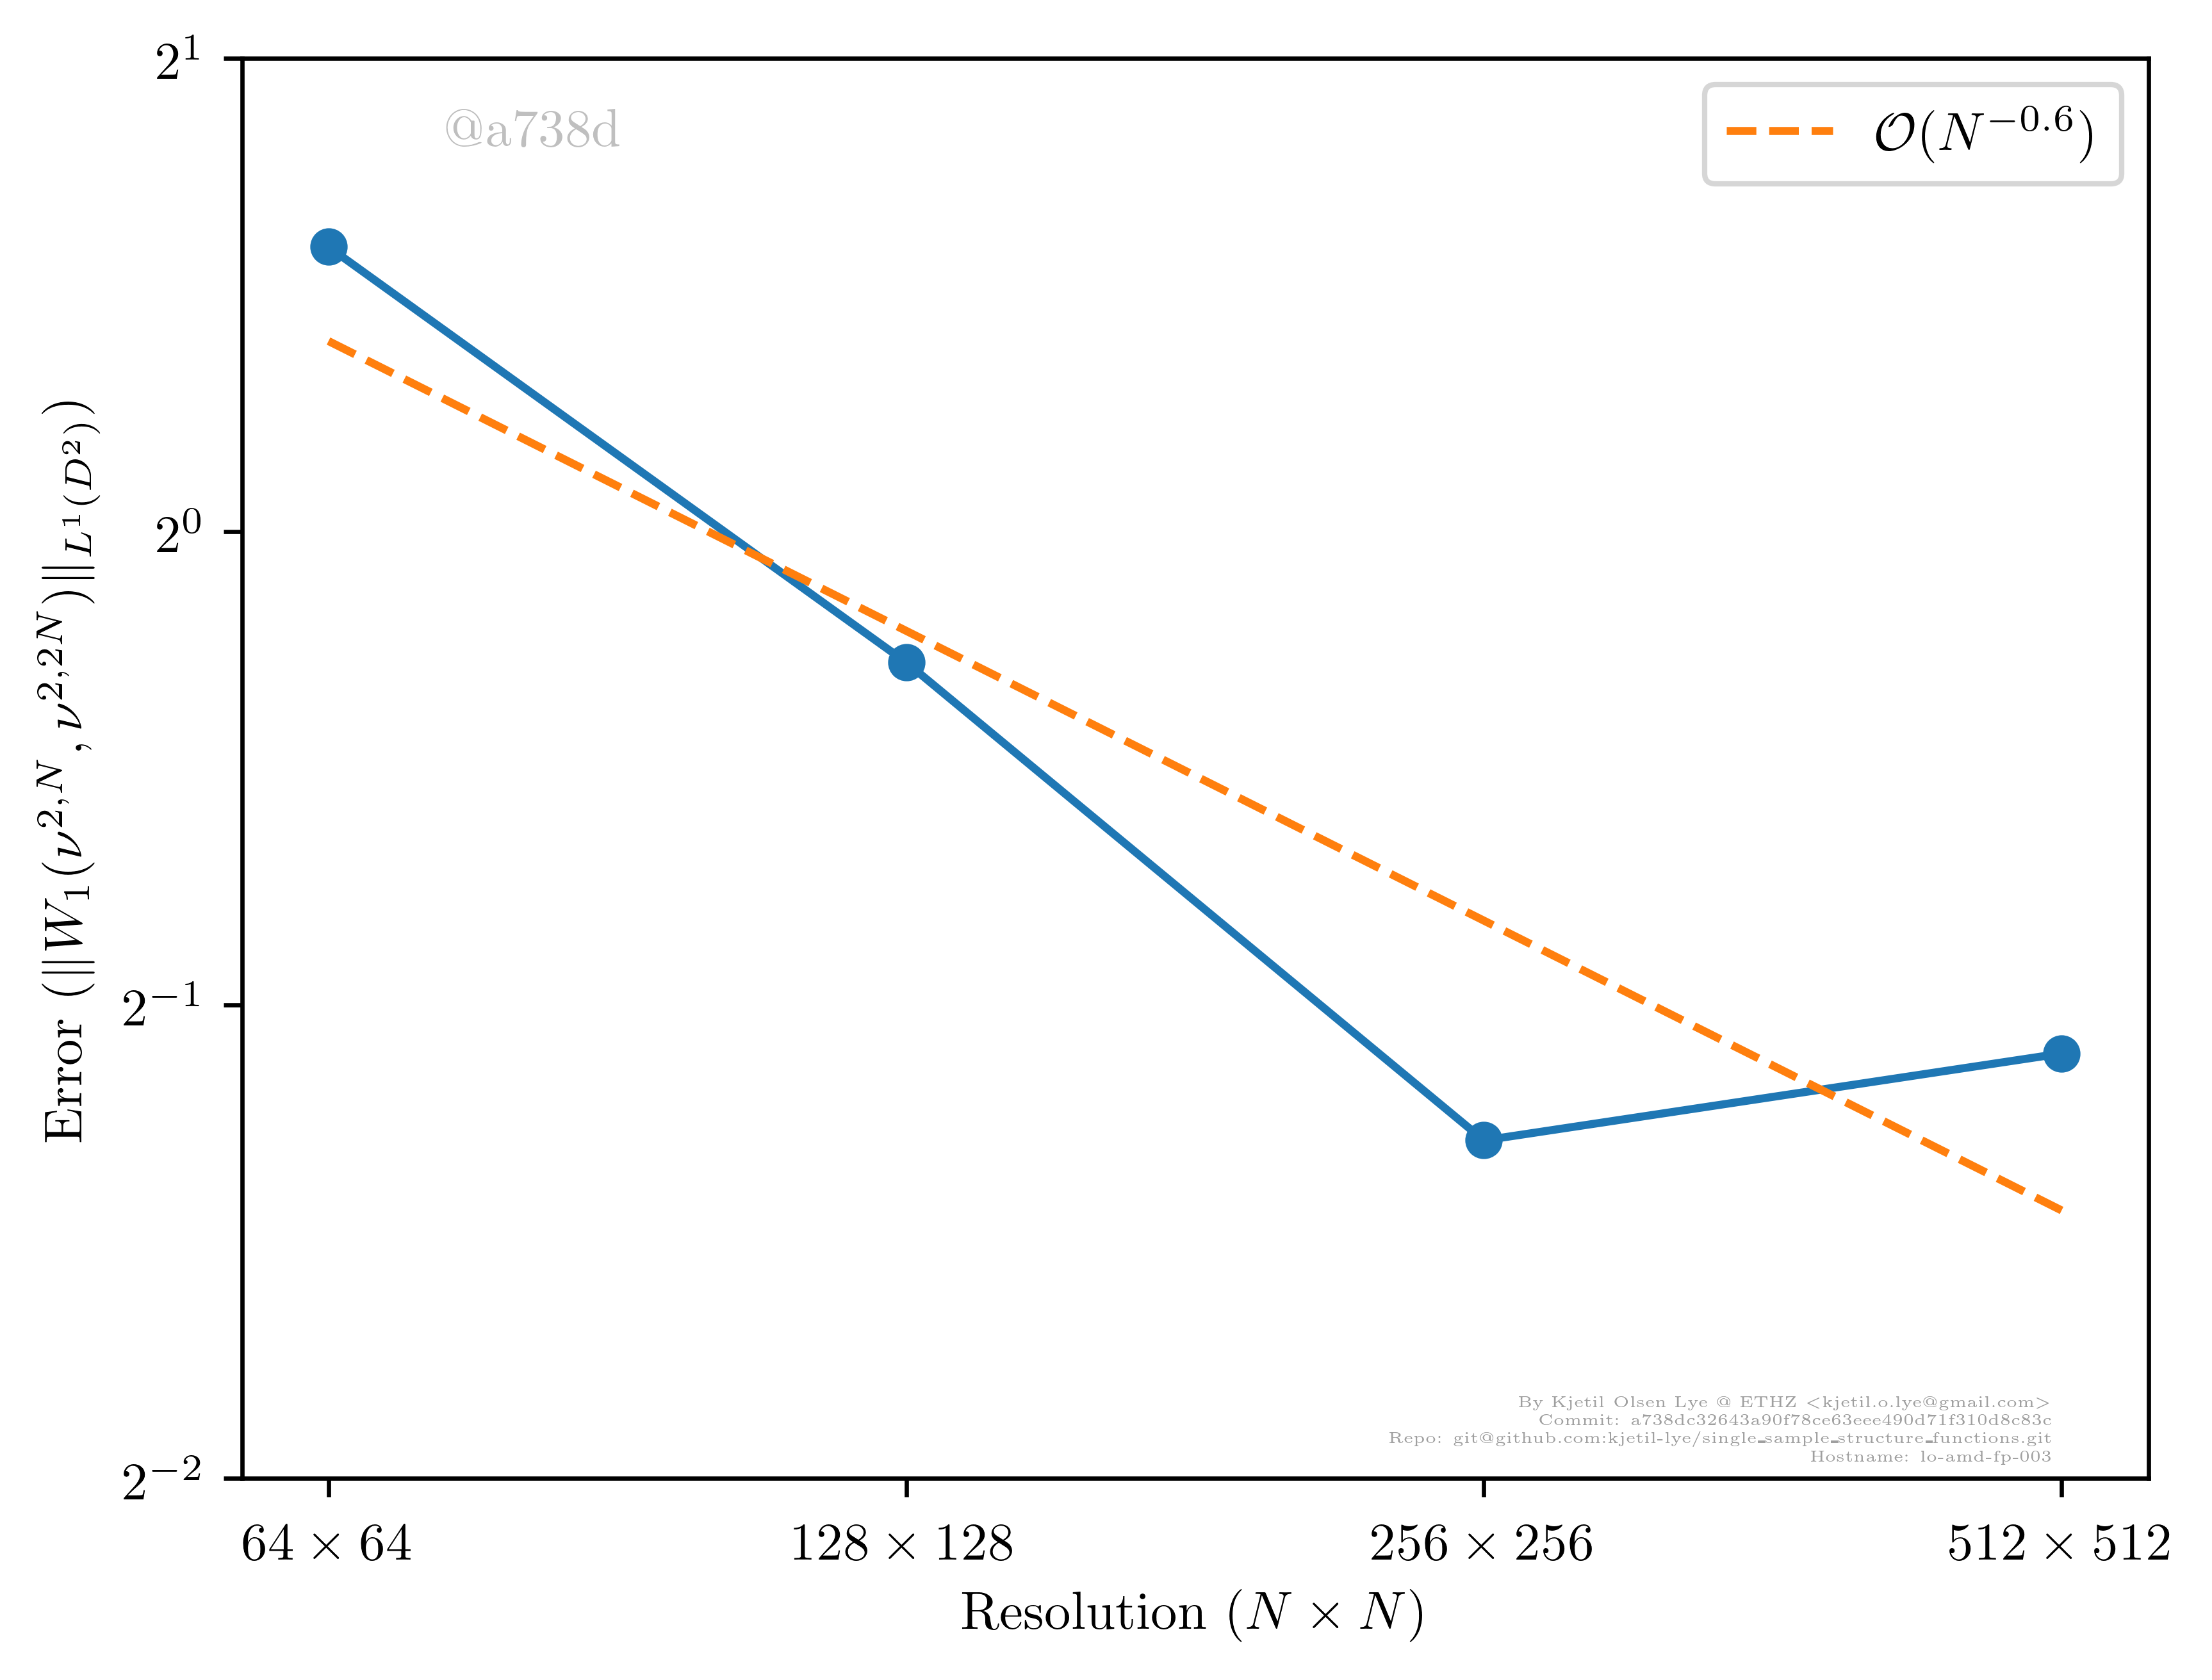 2^1
@a738d
O(N^{-0.6})
2^0
2^{-1}
2^{-2}
Error (||W_1(ν^{2,N}, ν^{2,2N})||_{L^1(D^2)})
By Kjetil Olsen Lye @ ETHZ <kjetil.o.lye@gmail.com>
Commit: a738dc32643a90f78ce63eee490d71f310d8c83c
Repo: git@github.com:kjetil-lye/single_sample_structure_functions.git
Hostname: lo-amd-fp-003
64 × 64
128 × 128
256 × 256
512 × 512
Resolution (N × N)